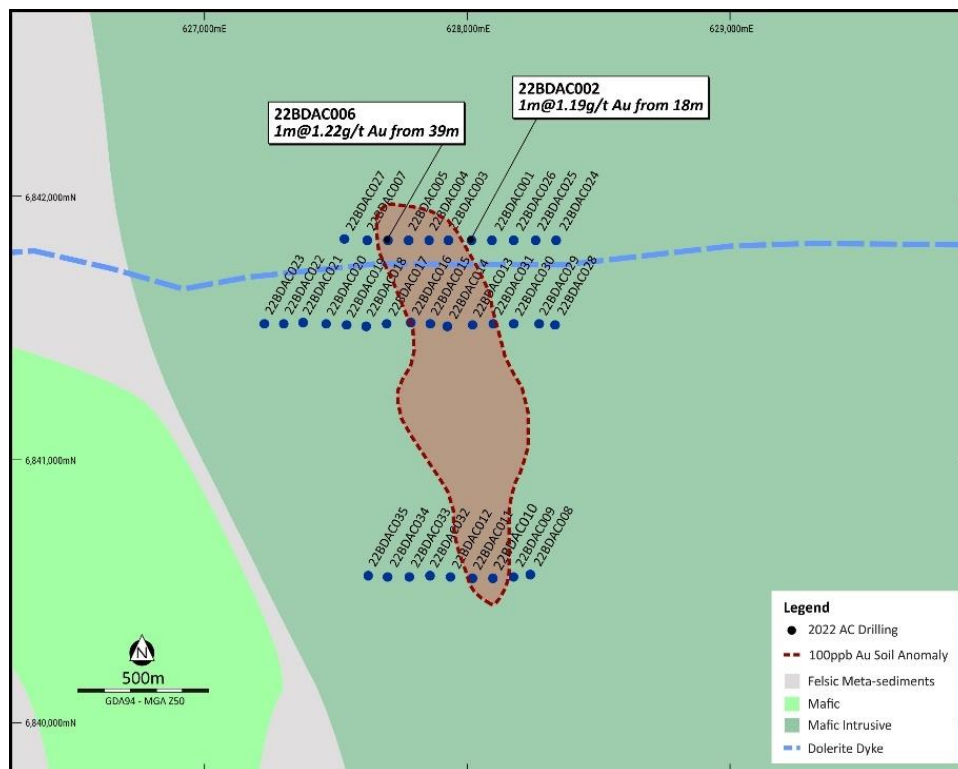 627,000mE
628,000mE
629,000mE
22BDAC002
1m@1.19g/t Au from 18m
22BDAC006
1m@1.22g/t Au from 39m
6,842,000mN
22BDAC027
22BDAC007
22BDAC005
22BDAC004
22BDAC003
22BDAC001
22BDAC026
22BDAC025
22BDAC024
22BDAC023
22BDAC022
22BDAC021
22BDAC020
22BDAC019
22BDAC018
22BDAC017
22BDAC016
22BDAC015
22BDAC014
22BDAC013
22BDAC031
22BDAC030
22BDAC029
22BDAC028
6,841,000mN
22BDAC035
22BDAC034
22BDAC033
22BDAC032
22BDAC012
22BDAC011
22BDAC010
22BDAC009
22BDAC008
N
500m
GDA94 - MGA Z50
6,840,000mN
Legend
2022 AC Drilling
100ppb Au Soil Anomaly
Felsic Meta-sediments
Mafic
Mafic Intrusive
Dolerite Dyke